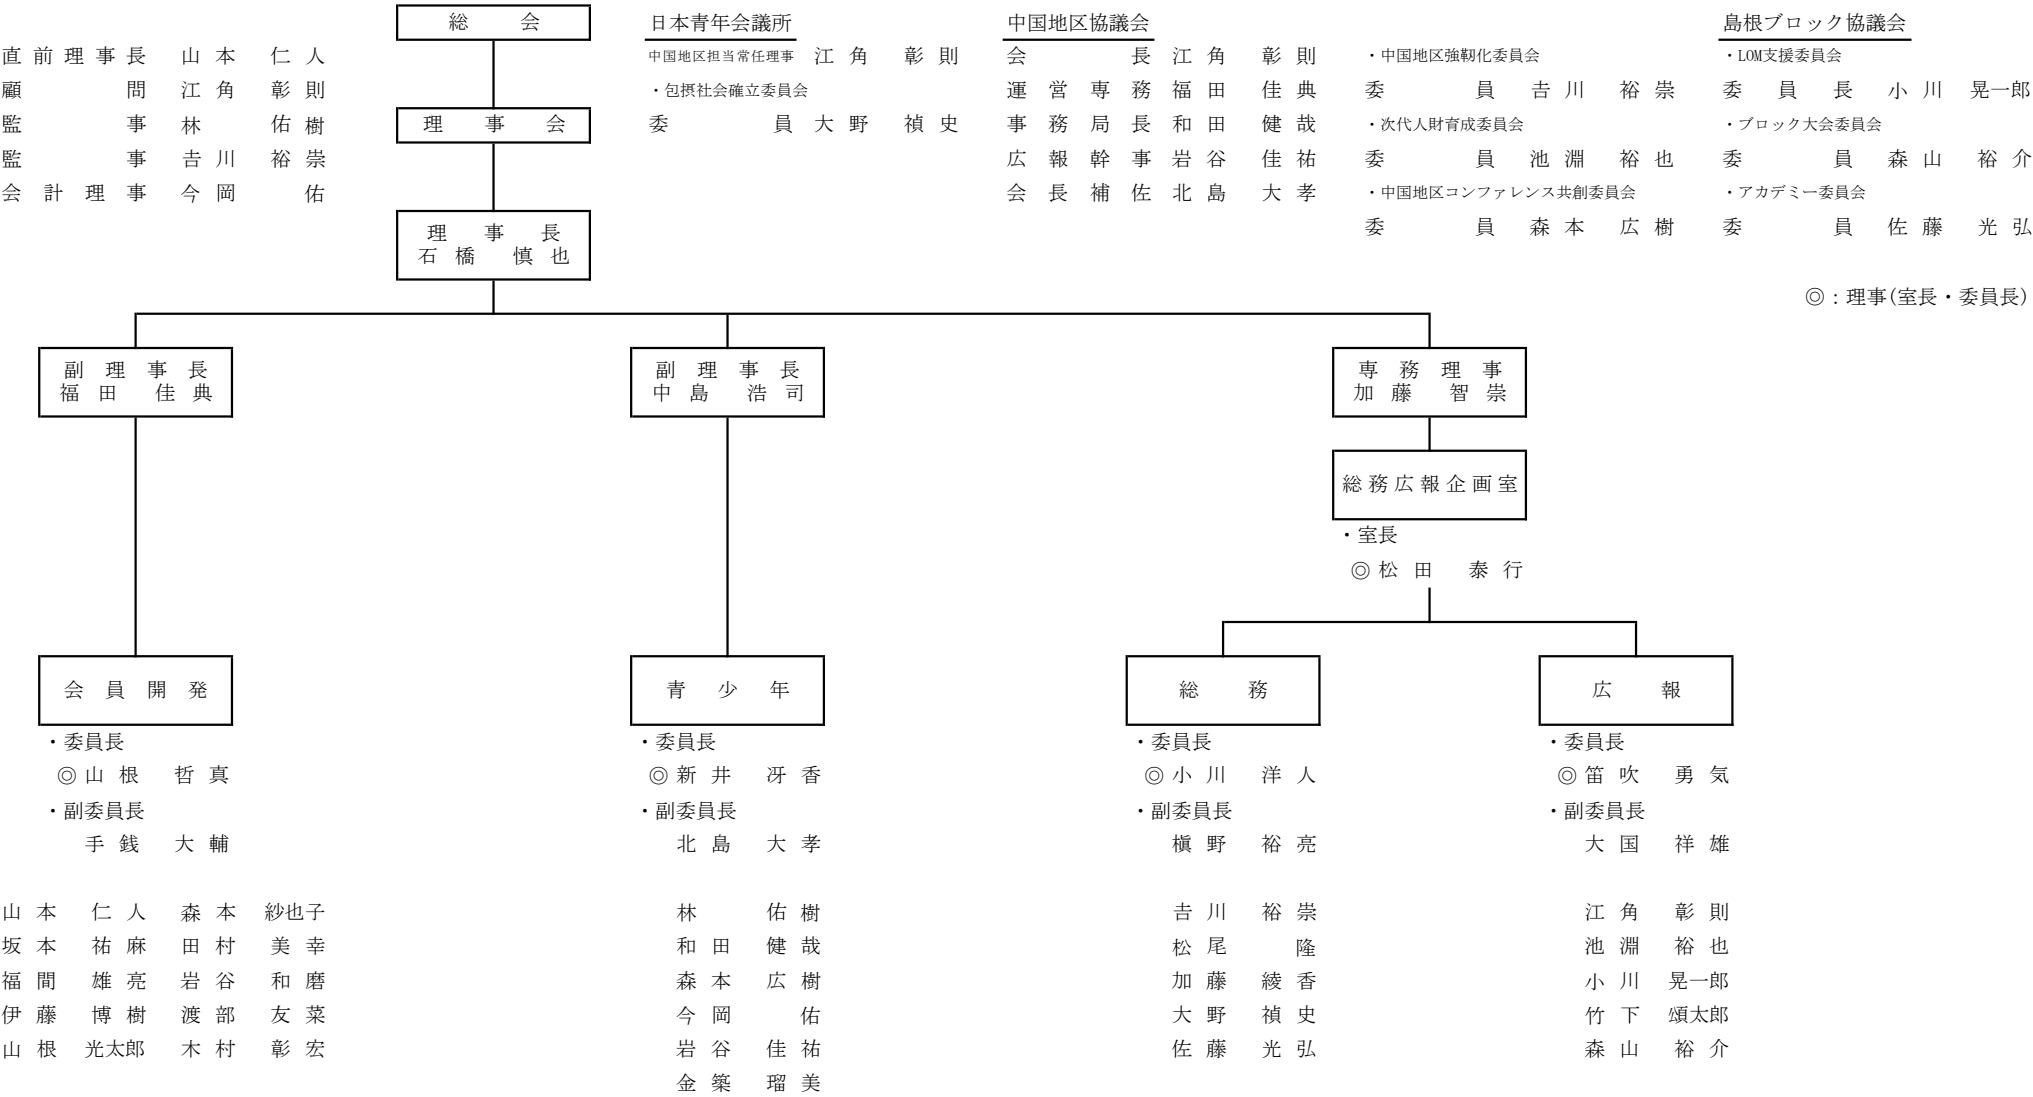 総会
直前理事長 山本 仁人
顧問 江角 彰則
監事 林 佑樹
監事 𠮷川 裕崇
会計理事 今岡 佑
理事会
理事長
石橋 慎也
日本青年会議所
中国地区担当常任理事 江角 彰則
・包摂社会確立委員会
委員 大野 禎史
中国地区協議会
会長 江角 彰則
運営専務 福田 佳典
事務局長 和田 健哉
広報幹事 岩谷 佳祐
会長補佐 北島 大孝
・中国地区強靭化委員会
委員 𠮷川 裕崇
・次代人財育成委員会
委員 池淵 裕也
・中国地区コンファレンス共創委員会
委員 森本 広樹
島根ブロック協議会
・LOM支援委員会
委員長 小川 晃一郎
・ブロック大会委員会
委員 森山 裕介
・アカデミー委員会
委員 佐藤 光弘
◎：理事(室長・委員長)
副理事長
福田 佳典
副理事長
中島 浩司
専務理事
加藤 智崇
総務広報企画室
・室長
◎松田 泰行
会員開発
・委員長
◎山根 哲真
・副委員長
手銭 大輔
山本 仁人 森本 紗也子
坂本 祐麻 田村 美幸
福間 雄亮 岩谷 和磨
伊藤 博樹 渡部 友菜
山根 光太郎 木村 彰宏
青少年
・委員長
◎新井 冴香
・副委員長
北島 大孝
林 佑樹
和田 健哉
森本 広樹
今岡 佑
岩谷 佳祐
金築 瑠美
総務
・委員長
◎小川 洋人
・副委員長
槇野 裕亮
𠮷川 裕崇
松尾 隆
加藤 綾香
大野 禎史
佐藤 光弘
広報
・委員長
◎笛吹 勇気
・副委員長
大国 祥雄
江角 彰則
池淵 裕也
小川 晃一郎
竹下 頌太郎
森山 裕介